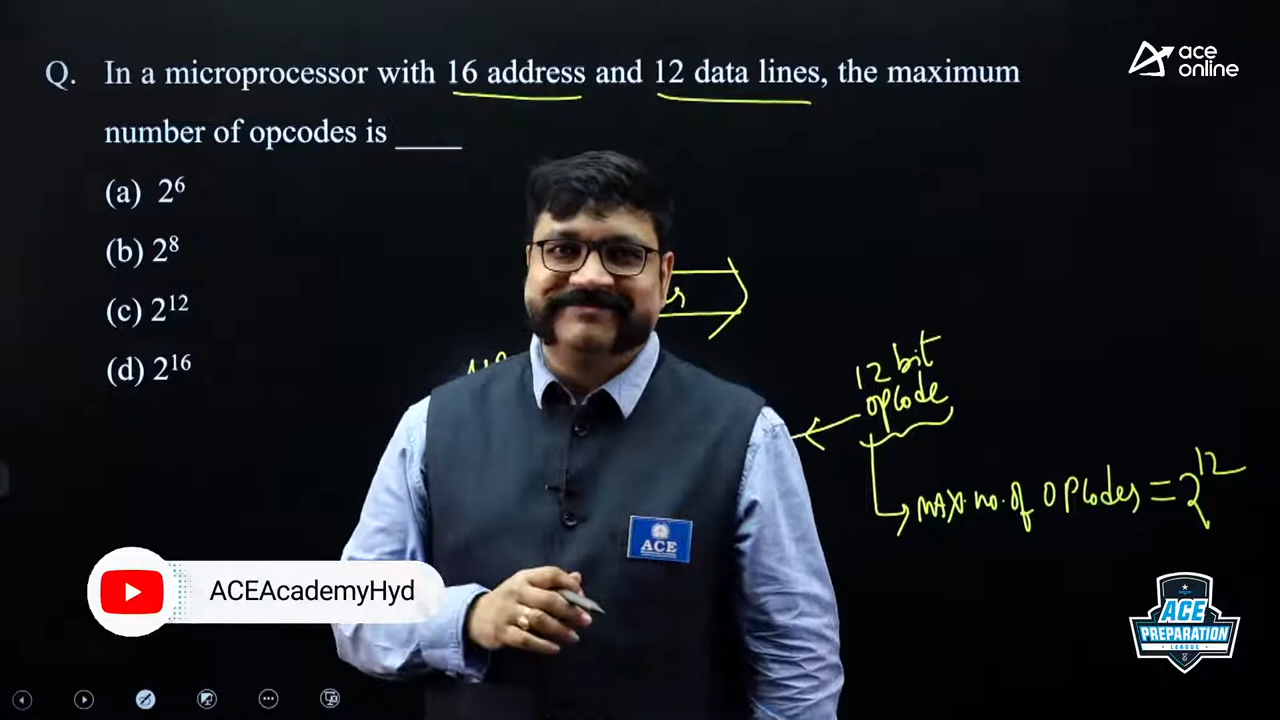 Q. In a microprocessor with 16 address and 12 data lines, the maximum
number of opcodes is ____
(a) 2⁶
(b) 2⁸
(c) 2¹²
(d) 2¹⁶
ace
online
12 bit
opcode
MAX. no. of OPCodes = 2¹²
ACE
ACEAcademyHyd
ACE
PREPARATION
LEAGUE